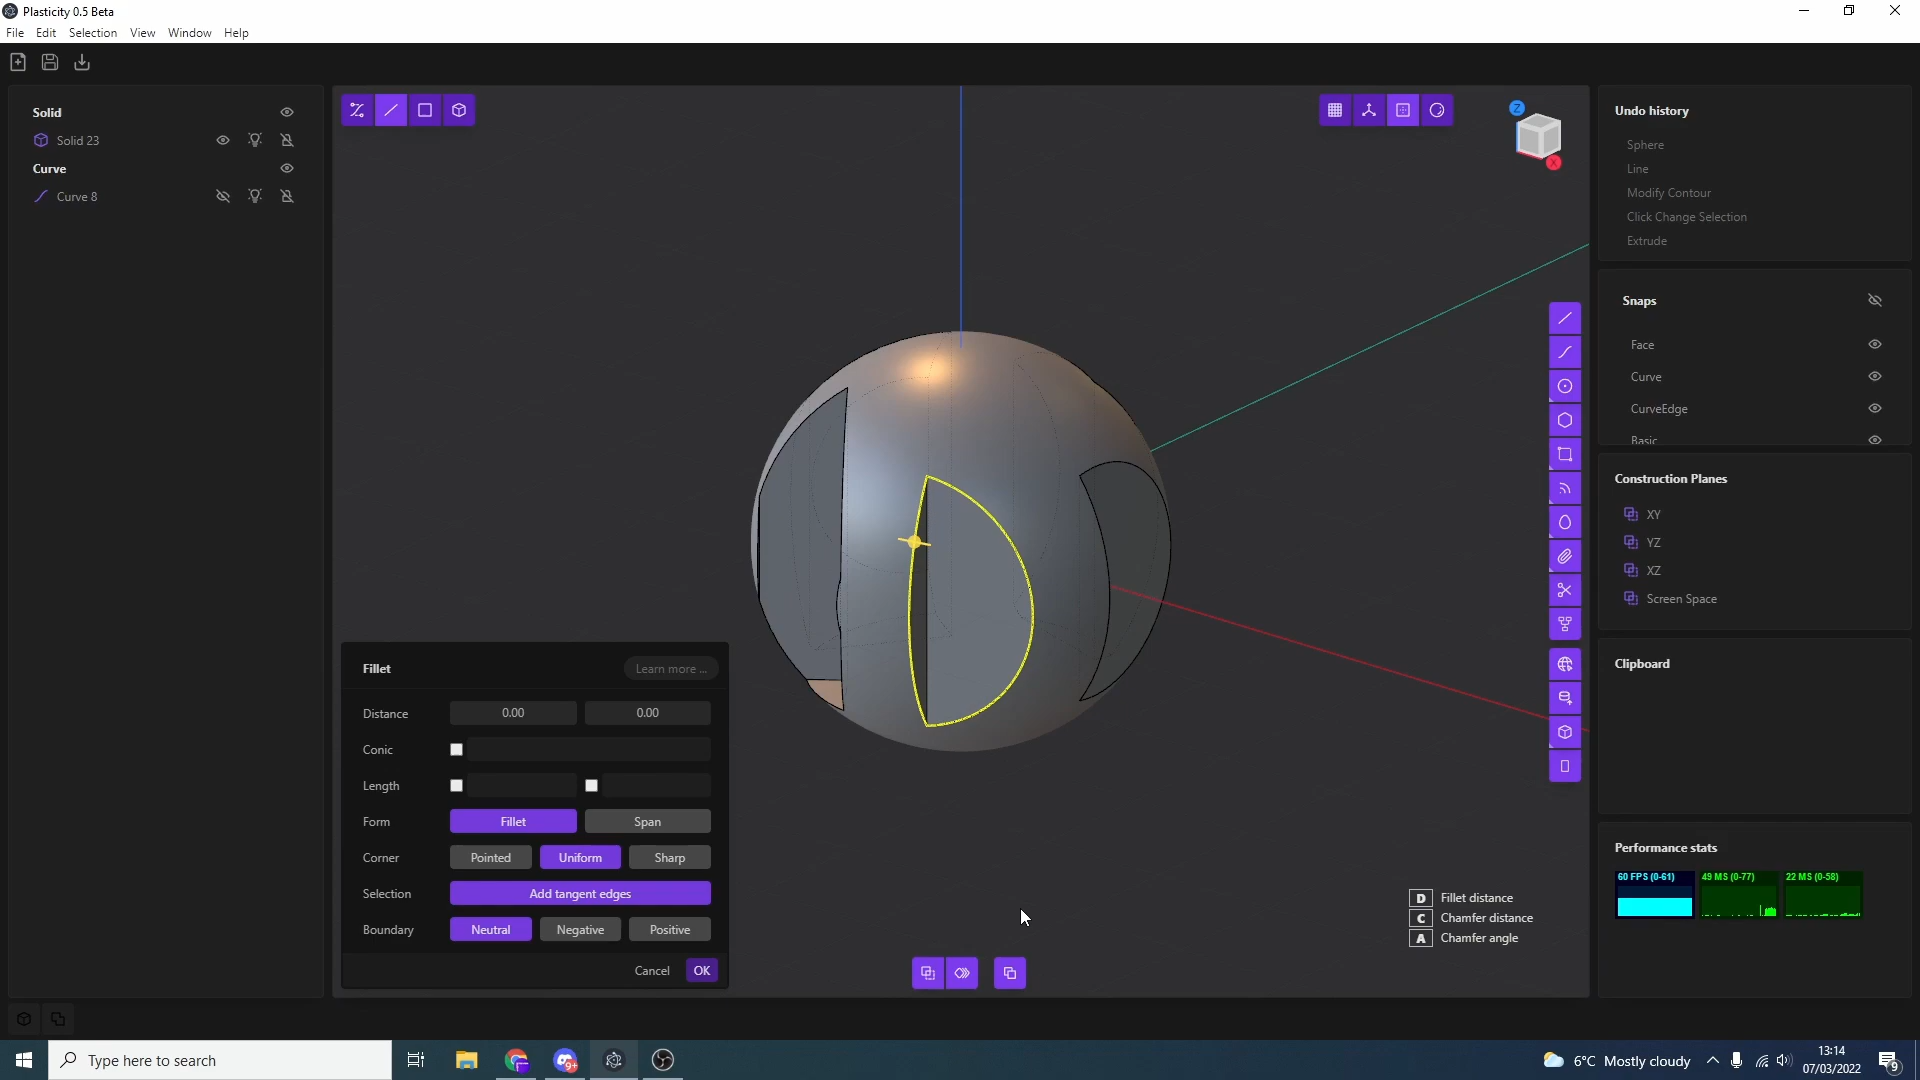 Plasticity 0.5 Beta
File Edit Selection View Window Help
Solid
Solid 23
Curve
Curve 8
Z
X
Undo history
Sphere
Line
Modify Contour
Click Change Selection
Extrude
Snaps
Face
Curve
CurveEdge
Basic
Construction Planes
XY
YZ
XZ
Screen Space
Clipboard
Performance stats
60 FPS (0-61) 49 MS (0-77) 22 MS (0-58)
Fillet Learn more ...
Distance 0.00 0.00
Conic
Length
Form Fillet Span
Corner Pointed Uniform Sharp
Selection Add tangent edges
Boundary Neutral Negative Positive
Cancel OK
D Fillet distance
C Chamfer distance
A Chamfer angle
Type here to search
9+
6°C Mostly cloudy
13:14
07/03/2022
9